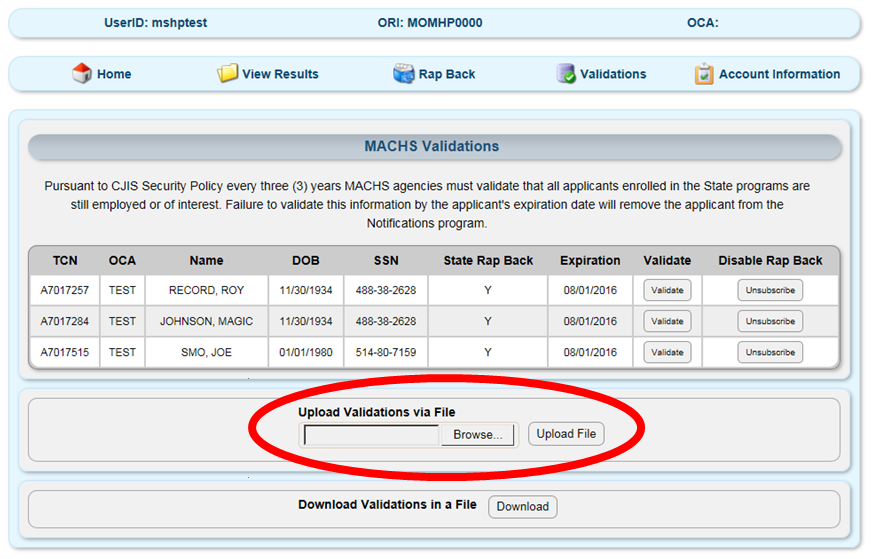 UserID: mshptest ORI: MOMHP0000 OCA:
Home View Results Rap Back Validations Account Information
MACHS Validations
Pursuant to CJIS Security Policy every three (3) years MACHS agencies must validate that all applicants enrolled in the State programs are
still employed or of interest. Failure to validate this information by the applicant's expiration date will remove the applicant from the
Notifications program.
TCN OCA Name DOB SSN State Rap Back Expiration Validate Disable Rap Back
A7017257 TEST RECORD, ROY 11/30/1934 488-38-2628 Y 08/01/2016 Validate Unsubscribe
A7017284 TEST JOHNSON, MAGIC 11/30/1934 488-38-2628 Y 08/01/2016 Validate Unsubscribe
A7017515 TEST SMO, JOE 01/01/1980 514-80-7159 Y 08/01/2016 Validate Unsubscribe
Upload Validations via File
Browse... Upload File
Download Validations in a File Download